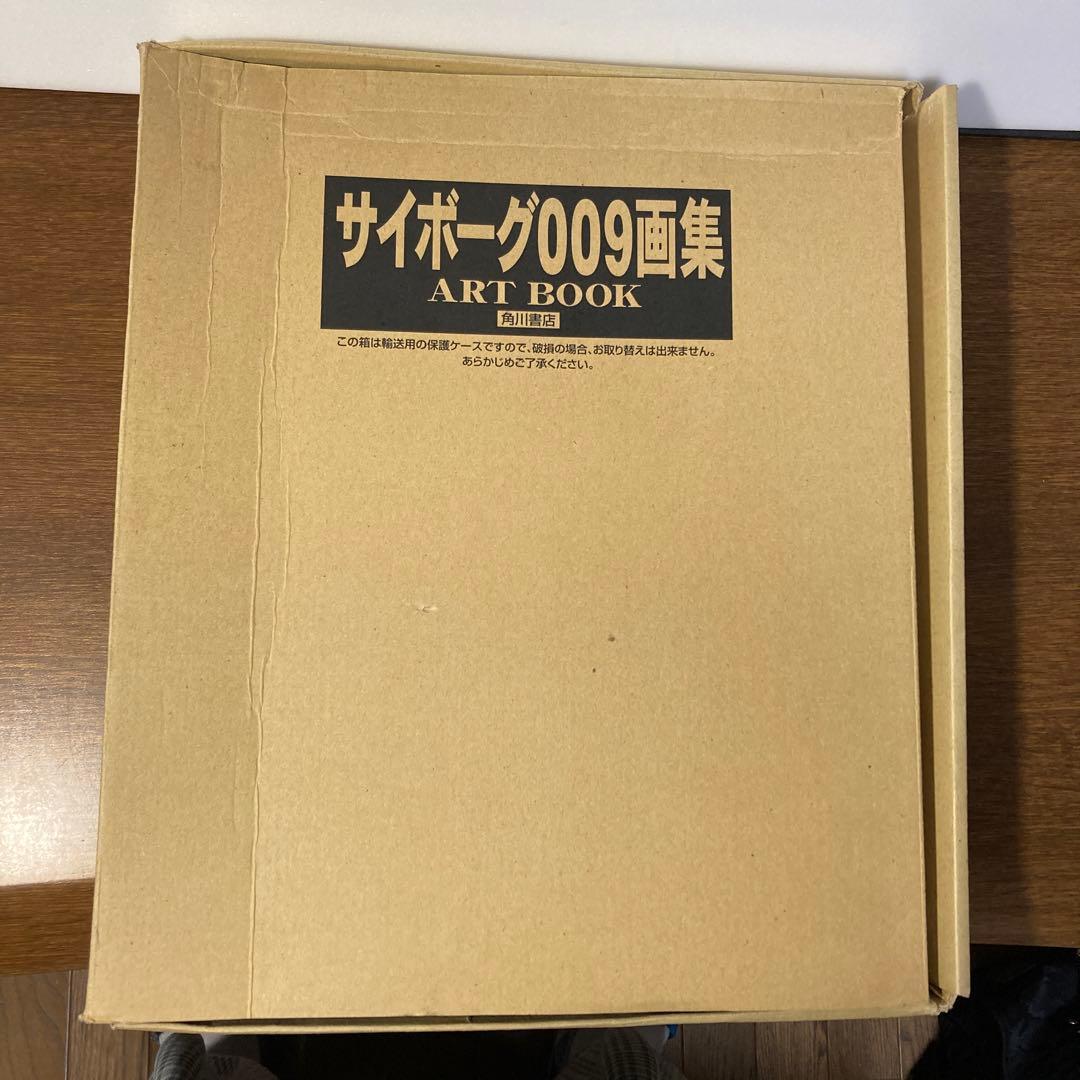 サイボーグ009画集
ART BOOK
角川書店
この箱は輸送用の保護ケースですので、破損の場合、お取り替えは出来ません。
あらかじめご了承ください。